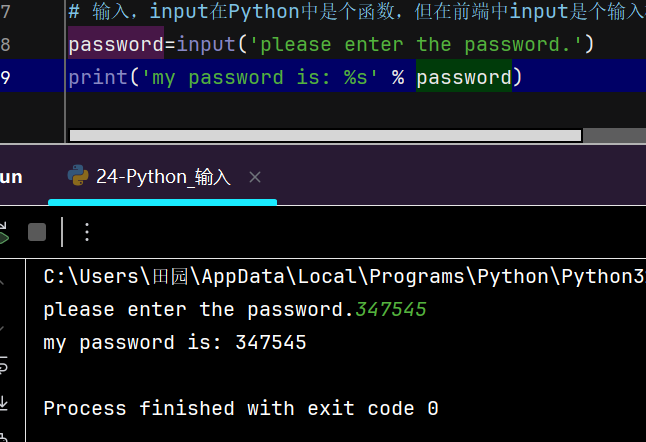 7 # 输入，input在Python中是个函数，但在前端中input是个输入
8 password=input('please enter the password.')
9 print('my password is: %s' % password)
un 24-Python_输入
C:\Users\田园\AppData\Local\Programs\Python\Python3
please enter the password.347545
my password is: 347545
Process finished with exit code 0